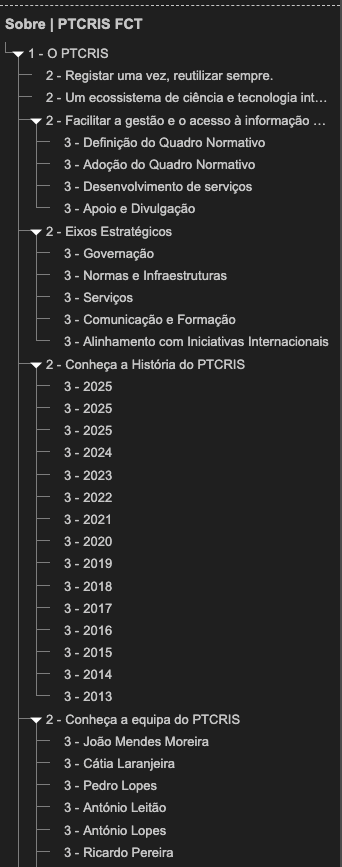 Sobre | PTCRIS FCT
1 - O PTCRIS
2 - Registar uma vez, reutilizar sempre.
2 - Um ecossistema de ciência e tecnologia int...
2 - Facilitar a gestão e o acesso à informação ...
3 - Definição do Quadro Normativo
3 - Adoção do Quadro Normativo
3 - Desenvolvimento de serviços
3 - Apoio e Divulgação
2 - Eixos Estratégicos
3 - Governação
3 - Normas e Infraestruturas
3 - Serviços
3 - Comunicação e Formação
3 - Alinhamento com Iniciativas Internacionais
2 - Conheça a História do PTCRIS
3 - 2025
3 - 2025
3 - 2025
3 - 2024
3 - 2023
3 - 2022
3 - 2021
3 - 2020
3 - 2019
3 - 2018
3 - 2017
3 - 2016
3 - 2015
3 - 2014
3 - 2013
2 - Conheça a equipa do PTCRIS
3 - João Mendes Moreira
3 - Cátia Laranjeira
3 - Pedro Lopes
3 - António Leitão
3 - António Lopes
3 - Ricardo Pereira